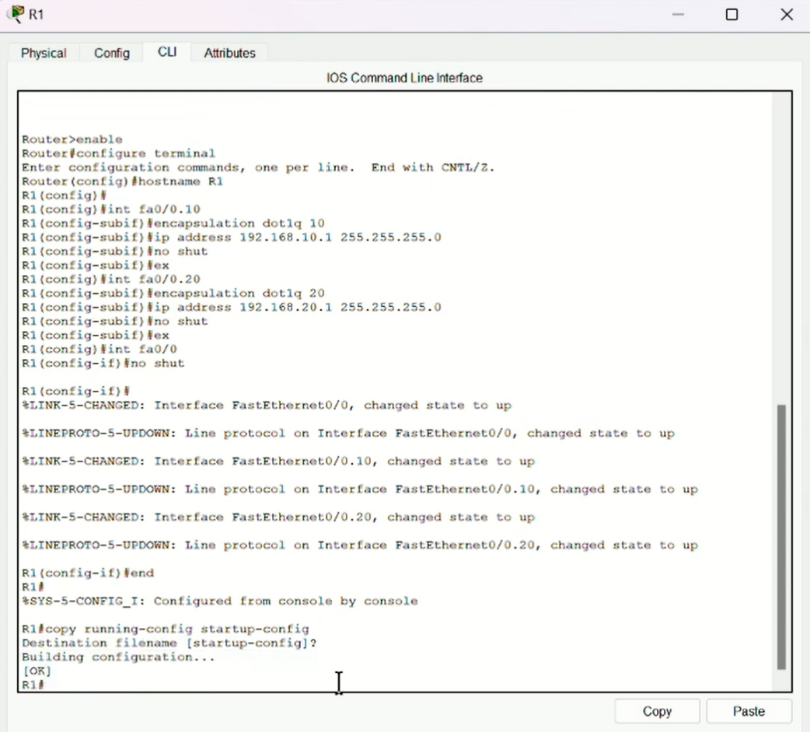 R1
Physical Config CLI Attributes
IOS Command Line Interface
Router>enable
Router#configure terminal
Enter configuration commands, one per line.  End with CNTL/Z.
Router(config)#hostname R1
R1(config)#
R1(config)#int fa0/0.10
R1(config-subif)#encapsulation dot1q 10
R1(config-subif)#ip address 192.168.10.1 255.255.255.0
R1(config-subif)#no shut
R1(config-subif)#ex
R1(config)#int fa0/0.20
R1(config-subif)#encapsulation dot1q 20
R1(config-subif)#ip address 192.168.20.1 255.255.255.0
R1(config-subif)#no shut
R1(config-subif)#ex
R1(config)#int fa0/0
R1(config-if)#no shut
R1(config-if)#
%LINK-5-CHANGED: Interface FastEthernet0/0, changed state to up
%LINEPROTO-5-UPDOWN: Line protocol on Interface FastEthernet0/0, changed state to up
%LINK-5-CHANGED: Interface FastEthernet0/0.10, changed state to up
%LINEPROTO-5-UPDOWN: Line protocol on Interface FastEthernet0/0.10, changed state to up
%LINK-5-CHANGED: Interface FastEthernet0/0.20, changed state to up
%LINEPROTO-5-UPDOWN: Line protocol on Interface FastEthernet0/0.20, changed state to up
R1(config-if)#end
R1#
%SYS-5-CONFIG_I: Configured from console by console
R1#copy running-config startup-config
Destination filename [startup-config]?
Building configuration...
[OK]
R1#
Copy Paste